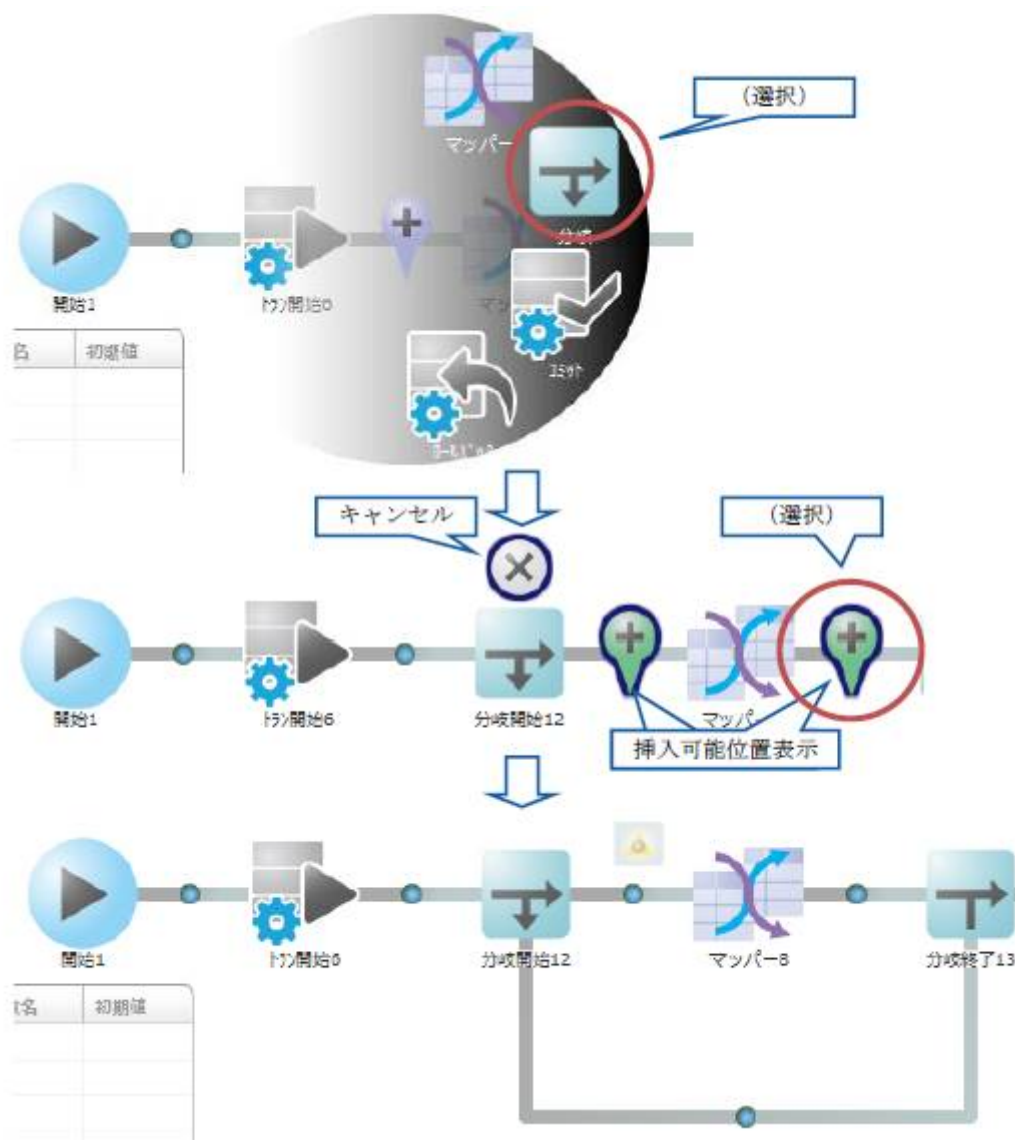 (選択)
マッパー
分岐
開始1
トラン開始6
コミット
名 初期値
キャンセル
(選択)
開始1
トラン開始6
分岐開始12
マッパー
挿入可能位置表示
開始1
トラン開始6
分岐開始12
マッパー8
分岐終了13
数名 初期値